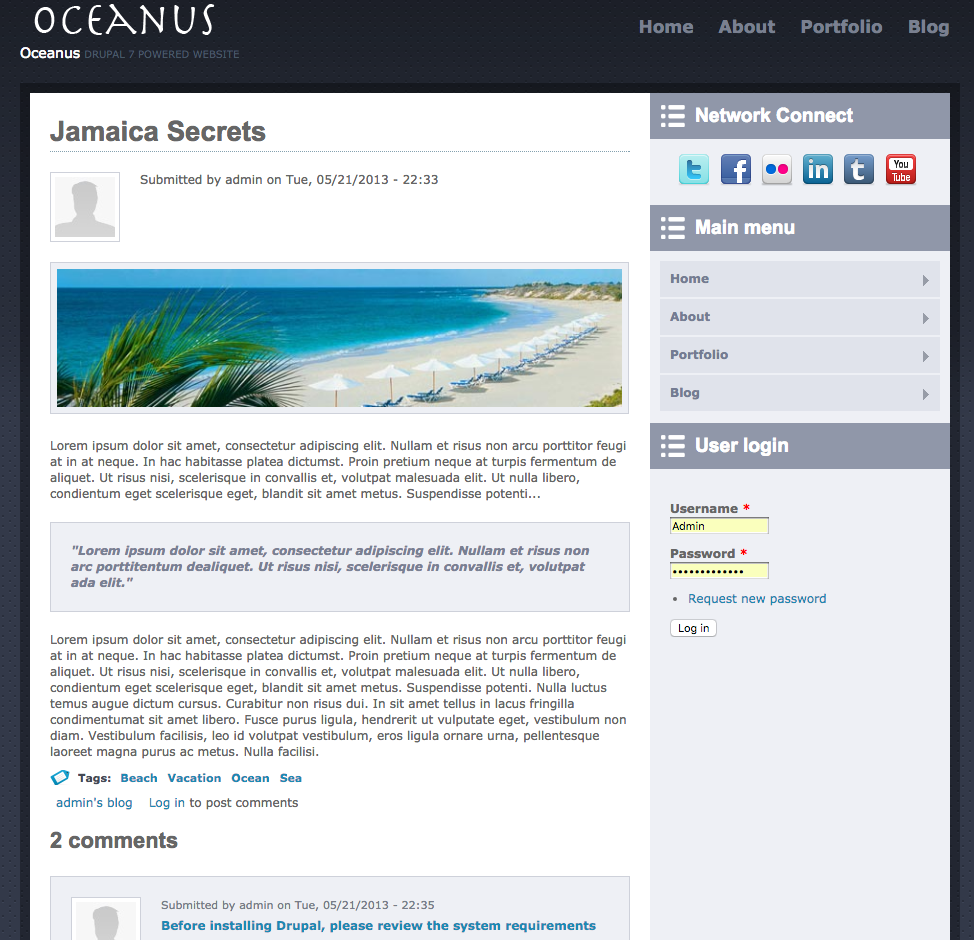 OCEANUS
Oceanus DRUPAL 7 POWERED WEBSITE
Home About Portfolio Blog
Jamaica Secrets
Submitted by admin on Tue, 05/21/2013 - 22:33
Lorem ipsum dolor sit amet, consectetur adipiscing elit. Nullam et risus non arcu porttitor feugi
at in at neque. In hac habitasse platea dictumst. Proin pretium neque at turpis fermentum de
aliquet. Ut risus nisi, scelerisque in convallis et, volutpat malesuada elit. Ut nulla libero,
condientum eget scelerisque eget, blandit sit amet metus. Suspendisse potenti...
"Lorem ipsum dolor sit amet, consectetur adipiscing elit. Nullam et risus non
arc porttitentum dealiquet. Ut risus nisi, scelerisque in convallis et, volutpat
ada elit."
Lorem ipsum dolor sit amet, consectetur adipiscing elit. Nullam et risus non arcu porttitor feugi
at in at neque. In hac habitasse platea dictumst. Proin pretium neque at turpis fermentum de
aliquet. Ut risus nisi, scelerisque in convallis et, volutpat malesuada elit. Ut nulla libero,
condientum eget scelerisque eget, blandit sit amet metus. Suspendisse potenti. Nulla luctus
temus augue dictum cursus. Curabitur non risus dui. In sit amet tellus in lacus fringilla
condimentumat sit amet libero. Fusce purus ligula, hendrerit ut vulputate eget, vestibulum non
diam. Vestibulum facilisis, leo id volutpat vestibulum, eros ligula ornare urna, pellentesque
laoreet magna purus ac metus. Nulla facilisi.
Tags: Beach Vacation Ocean Sea
admin's blog Log in to post comments
2 comments
Submitted by admin on Tue, 05/21/2013 - 22:35
Before installing Drupal, please review the system requirements
Network Connect
t f in t You Tube
Main menu
Home
About
Portfolio
Blog
User login
Username *
Admin
Password *
•••••••••••••
• Request new password
Log in